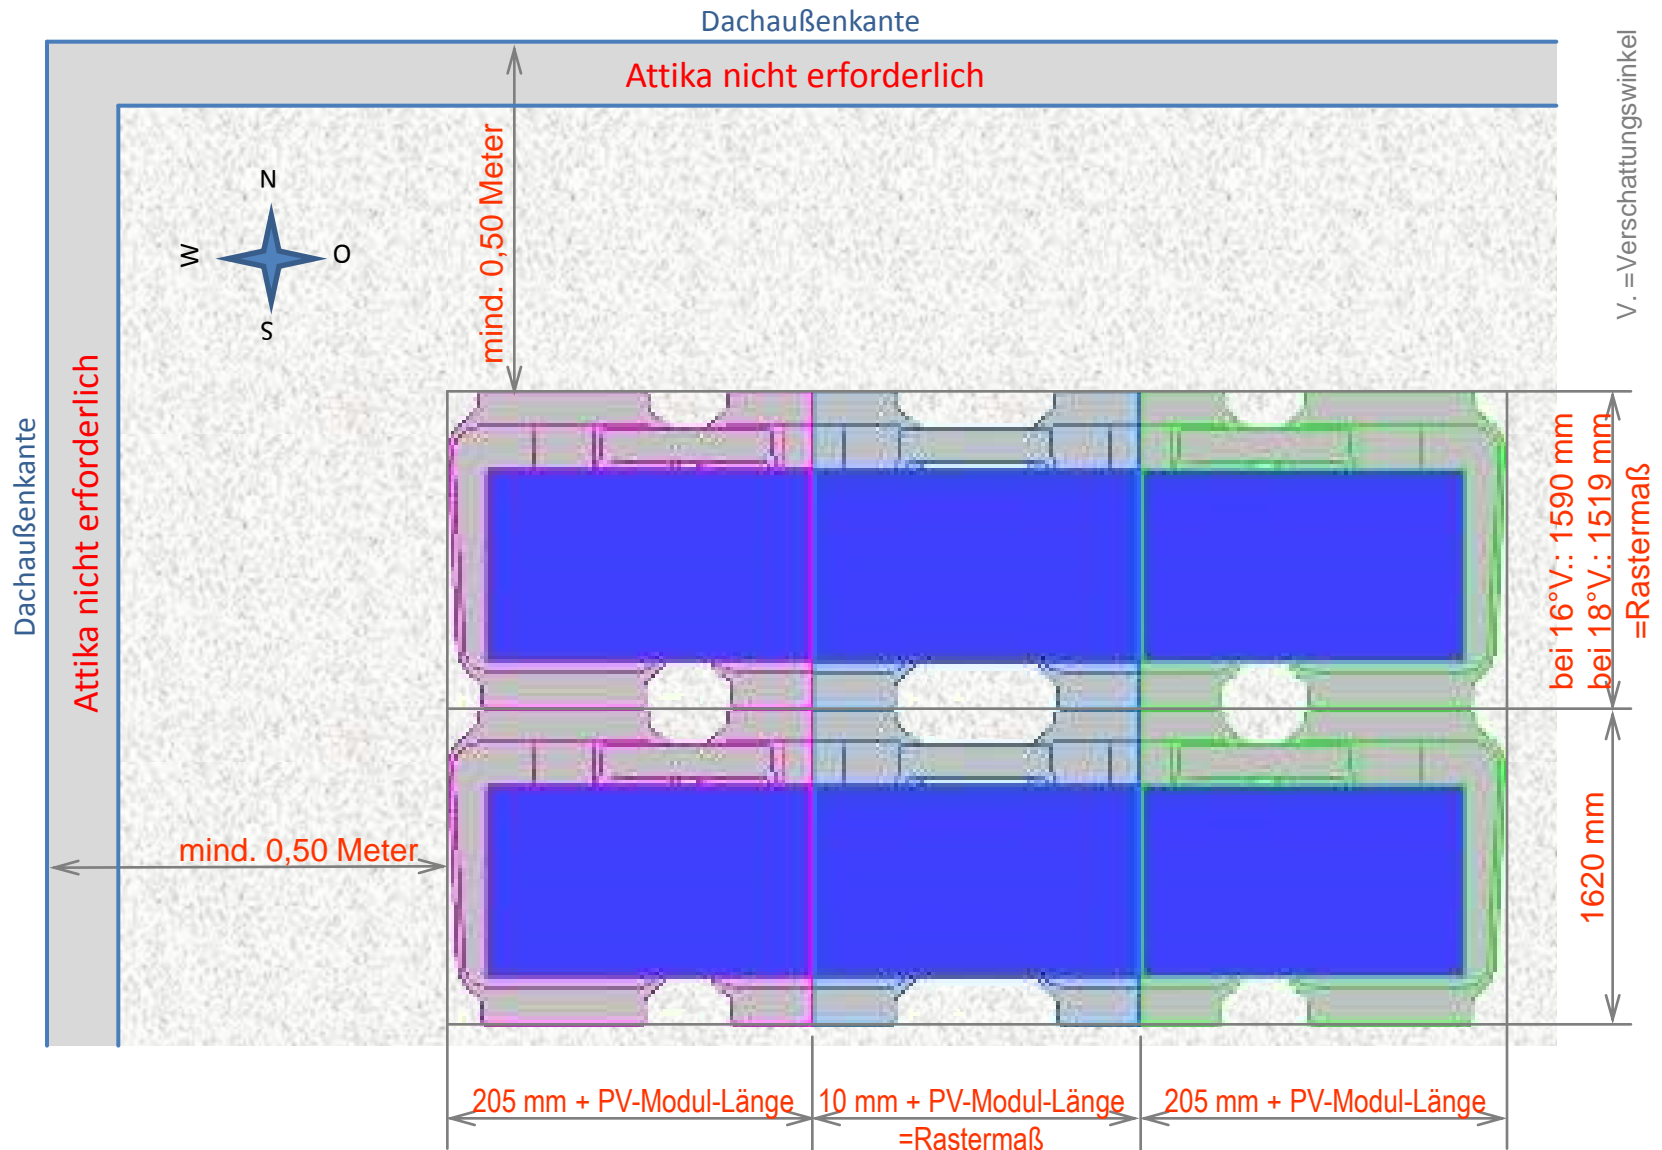 Dachaußenkante
Attika nicht erforderlich
V. =Verschattungswinkel
mind. 0,50 Meter
N
W
O
S
Dachaußenkante
Attika nicht erforderlich
bei 16°V.: 1590 mm
bei 18°V.: 1519 mm
=Rastermaß
mind. 0,50 Meter
1620 mm
205 mm + PV-Modul-Länge
10 mm + PV-Modul-Länge
=Rastermaß
205 mm + PV-Modul-Länge